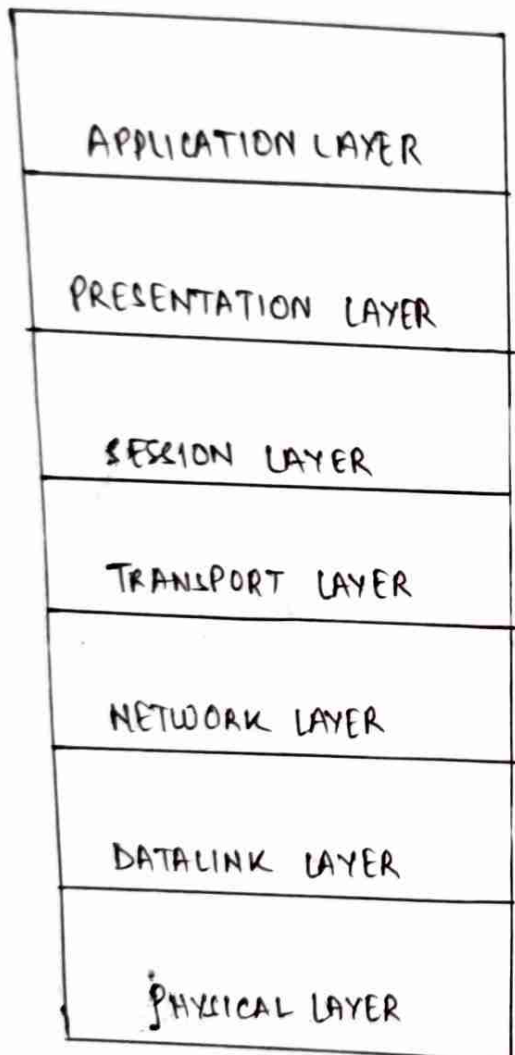 APPLICATION LAYER
PRESENTATION LAYER
SESSION LAYER
TRANSPORT LAYER
NETWORK LAYER
DATALINK LAYER
PHYSICAL LAYER